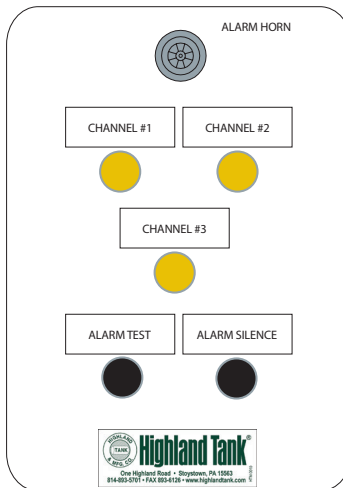 ALARM HORN
CHANNEL #1
CHANNEL #2
CHANNEL #3
ALARM TEST
ALARM SILENCE
HIGHLAND
TANK
& MFG. CO.
Highland Tank®
One Highland Road • Stoystown, PA 15563
814-893-5701 • FAX 893-6126 • www.highlandtank.com